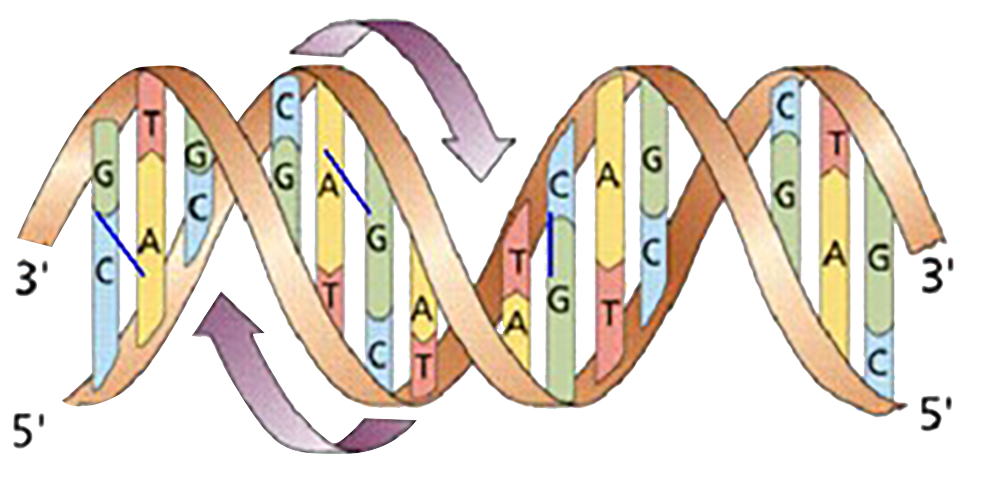 G T G C A G C A G C T
C A C G T C T A G T C
3' 3'
G C A G C A T A G A C
5' 5'